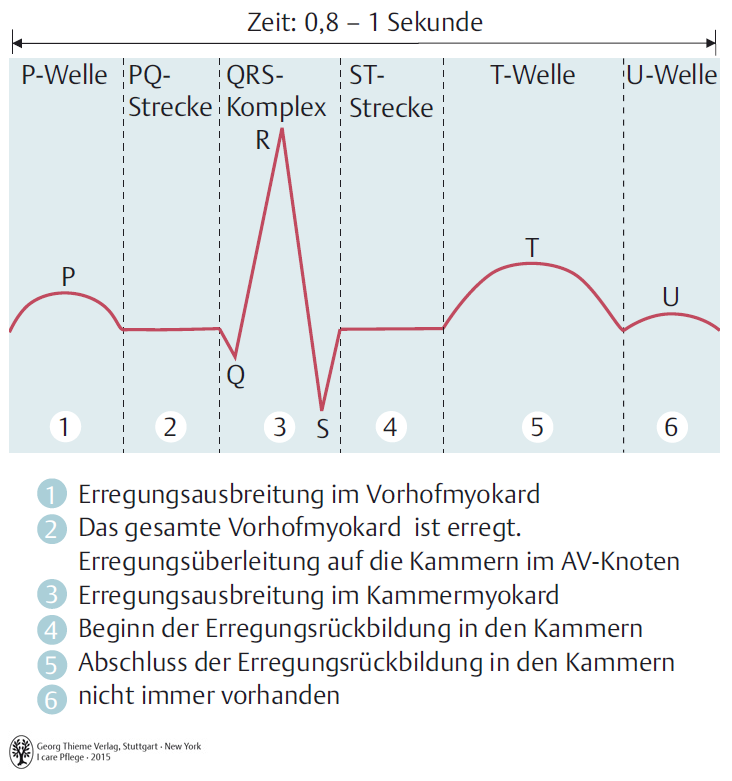 Zeit: 0,8 – 1 Sekunde
P-Welle
PQ-
Strecke
QRS-
Komplex
ST-
Strecke
T-Welle
U-Welle
R
P
T
U
Q
S
1
2
3
4
5
6
1 Erregungsausbreitung im Vorhofmyokard
2 Das gesamte Vorhofmyokard ist erregt.
Erregungsüberleitung auf die Kammern im AV-Knoten
3 Erregungsausbreitung im Kammermyokard
4 Beginn der Erregungsrückbildung in den Kammern
5 Abschluss der Erregungsrückbildung in den Kammern
6 nicht immer vorhanden
Georg Thieme Verlag, Stuttgart · New York
I care Pflege · 2015